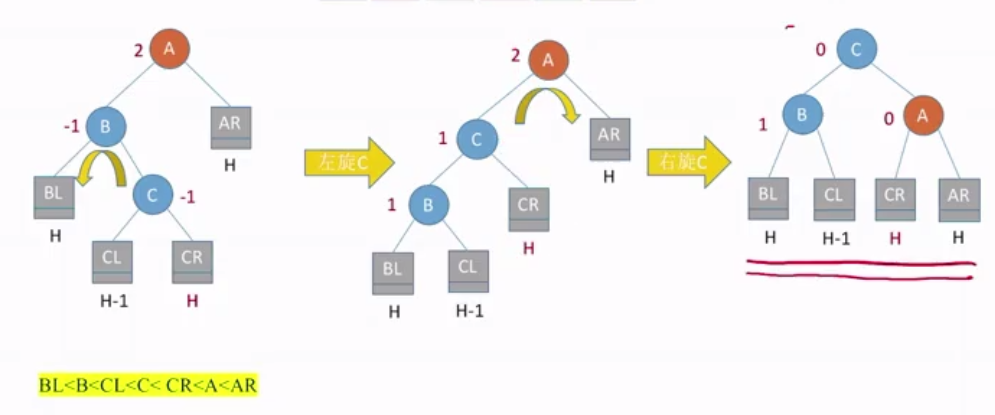 2 A
-1 B
AR
H
BL
H
C -1
CL
H-1
CR
H
左旋C
2 A
1 C
AR
H
1 B
CR
H
BL
H
CL
H-1
右旋C
0 C
1 B
0 A
BL CL CR AR
H H-1 H H
BL<B<CL<C< CR<A<AR